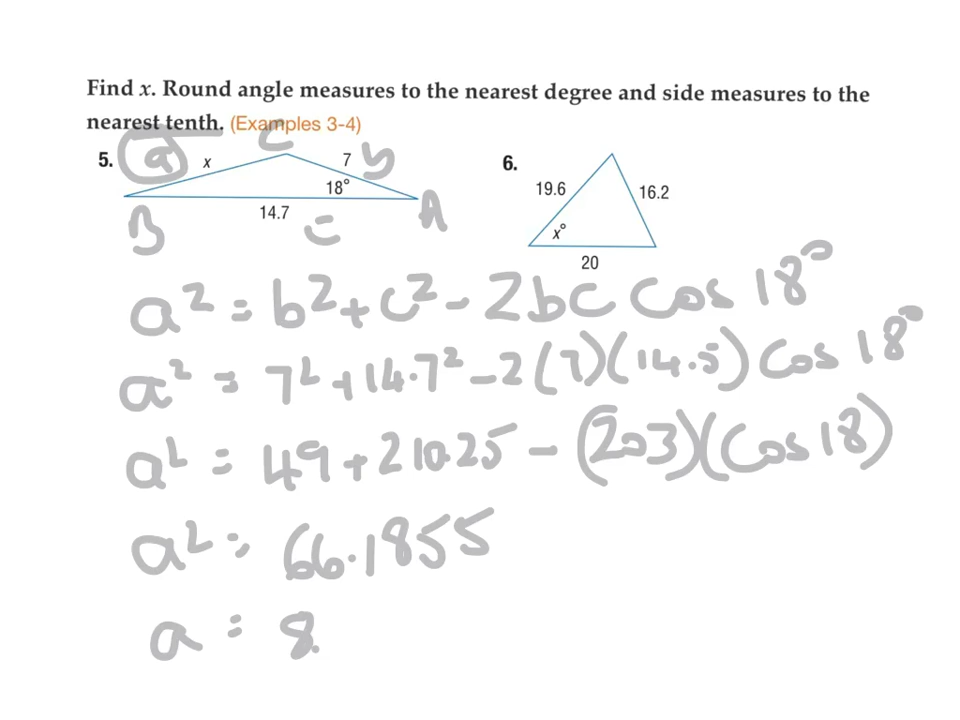 Find x. Round angle measures to the nearest degree and side measures to the
nearest tenth. (Examples 3-4)
5. a x C 7 b
18°
B 14.7 c A
6.
19.6 16.2
x°
20
a² = b² + c² - 2bc cos 18°
a² = 7² + 14.7² - 2(7)(14.5) cos 18°
a² = 49 + 210.25 - (203)(cos 18)
a² = 66.1855
a = 8.